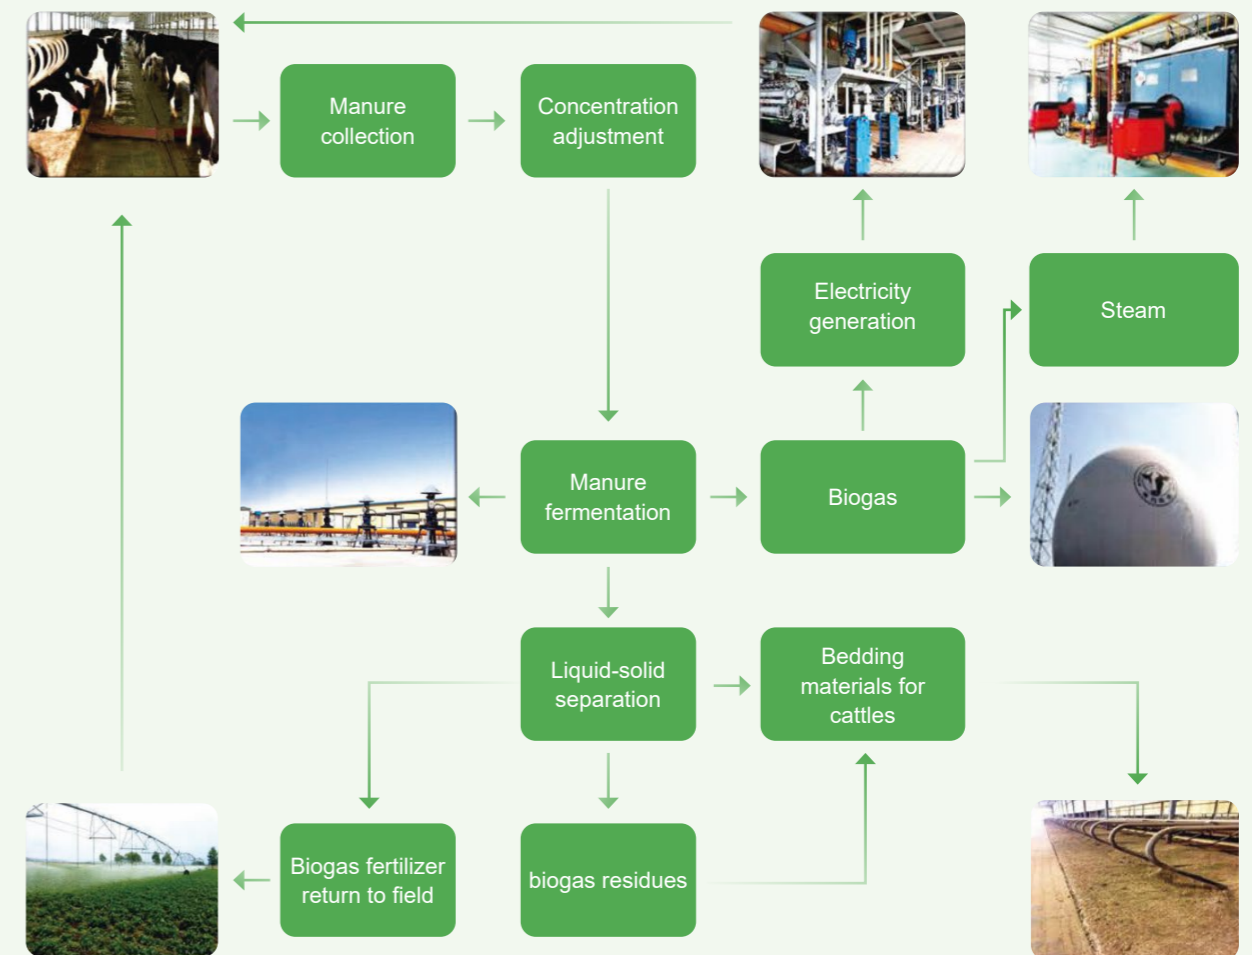 Manure
collection
Concentration
adjustment
Electricity
generation
Steam
Manure
fermentation
Biogas
Liquid-solid
separation
Bedding
materials for
cattles
Biogas fertilizer
return to field
biogas residues